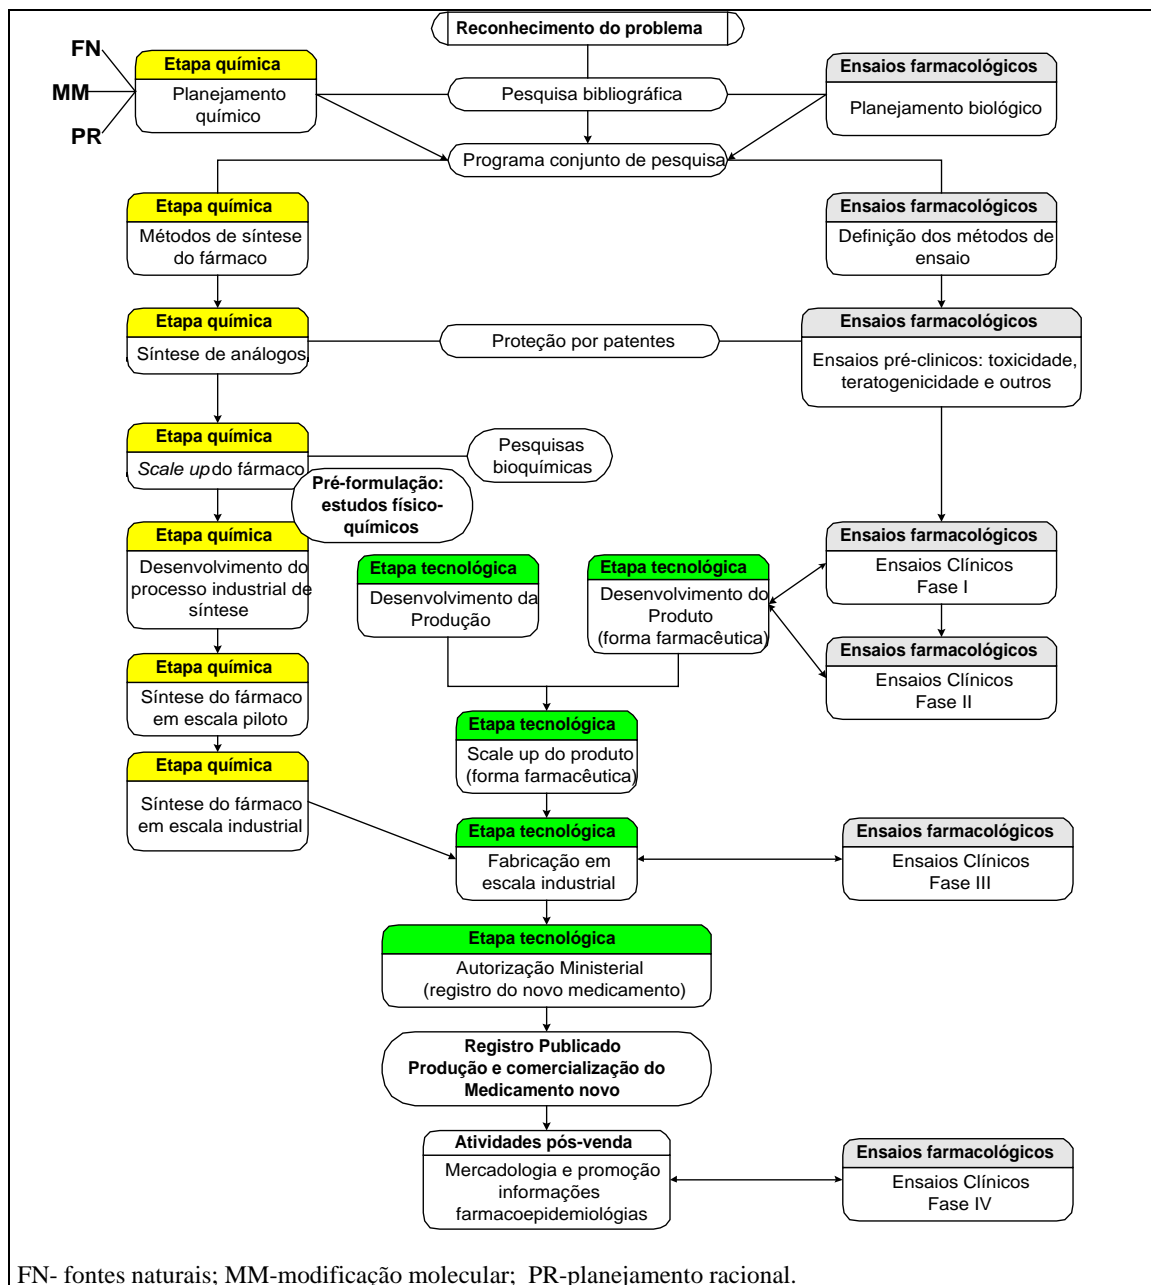 Reconhecimento do problema
FN
MM
PR
Etapa química
Planejamento
químico
Pesquisa bibliográfica
Ensaios farmacológicos
Planejamento biológico
Programa conjunto de pesquisa
Etapa química
Métodos de síntese
do fármaco
Ensaios farmacológicos
Definição dos métodos de
ensaio
Etapa química
Síntese de análogos
Proteção por patentes
Ensaios farmacológicos
Ensaios pré-clinicos: toxicidade,
teratogenicidade e outros
Etapa química
Scale up do fármaco
Pesquisas
bioquímicas
Pré-formulação:
estudos físico-
químicos
Etapa química
Desenvolvimento do
processo industrial de
síntese
Etapa tecnológica
Desenvolvimento da
Produção
Etapa tecnológica
Desenvolvimento do
Produto
(forma farmacêutica)
Ensaios farmacológicos
Ensaios Clínicos
Fase I
Ensaios farmacológicos
Ensaios Clínicos
Fase II
Etapa química
Síntese do fármaco
em escala piloto
Etapa tecnológica
Scale up do produto
(forma farmacêutica)
Etapa química
Síntese do fármaco
em escala industrial
Etapa tecnológica
Fabricação em
escala industrial
Ensaios farmacológicos
Ensaios Clínicos
Fase III
Etapa tecnológica
Autorização Ministerial
(registro do novo medicamento)
Registro Publicado
Produção e comercialização do
Medicamento novo
Atividades pós-venda
Mercadologia e promoção
informações
farmacoepidemiológias
Ensaios farmacológicos
Ensaios Clínicos
Fase IV
FN- fontes naturais; MM-modificação molecular; PR-planejamento racional.